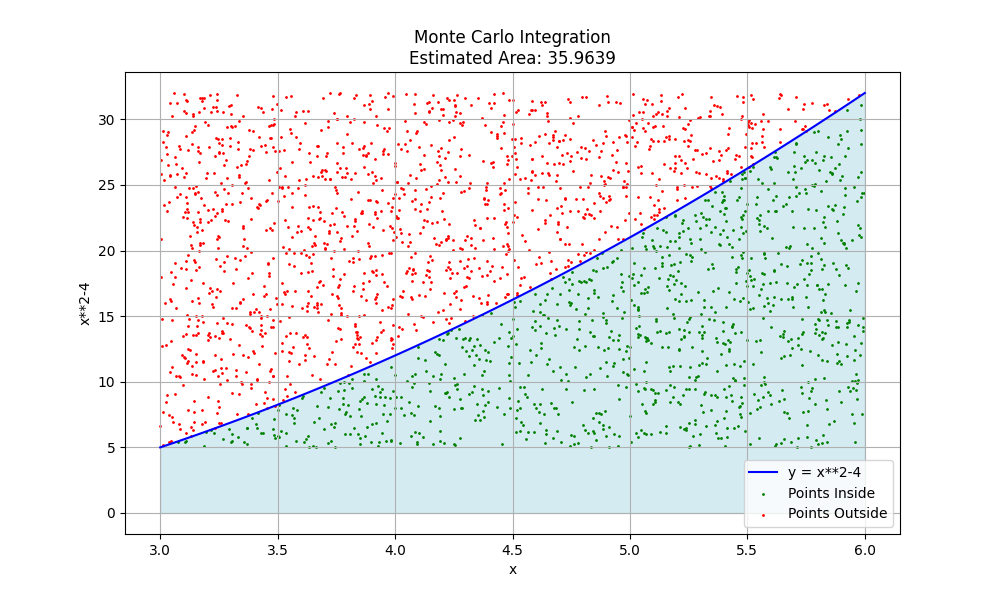 Monte Carlo Integration
Estimated Area: 35.9639
x**2-4
30
25
20
15
10
5
0
3.0 3.5 4.0 4.5 5.0 5.5 6.0
x
y = x**2-4
Points Inside
Points Outside